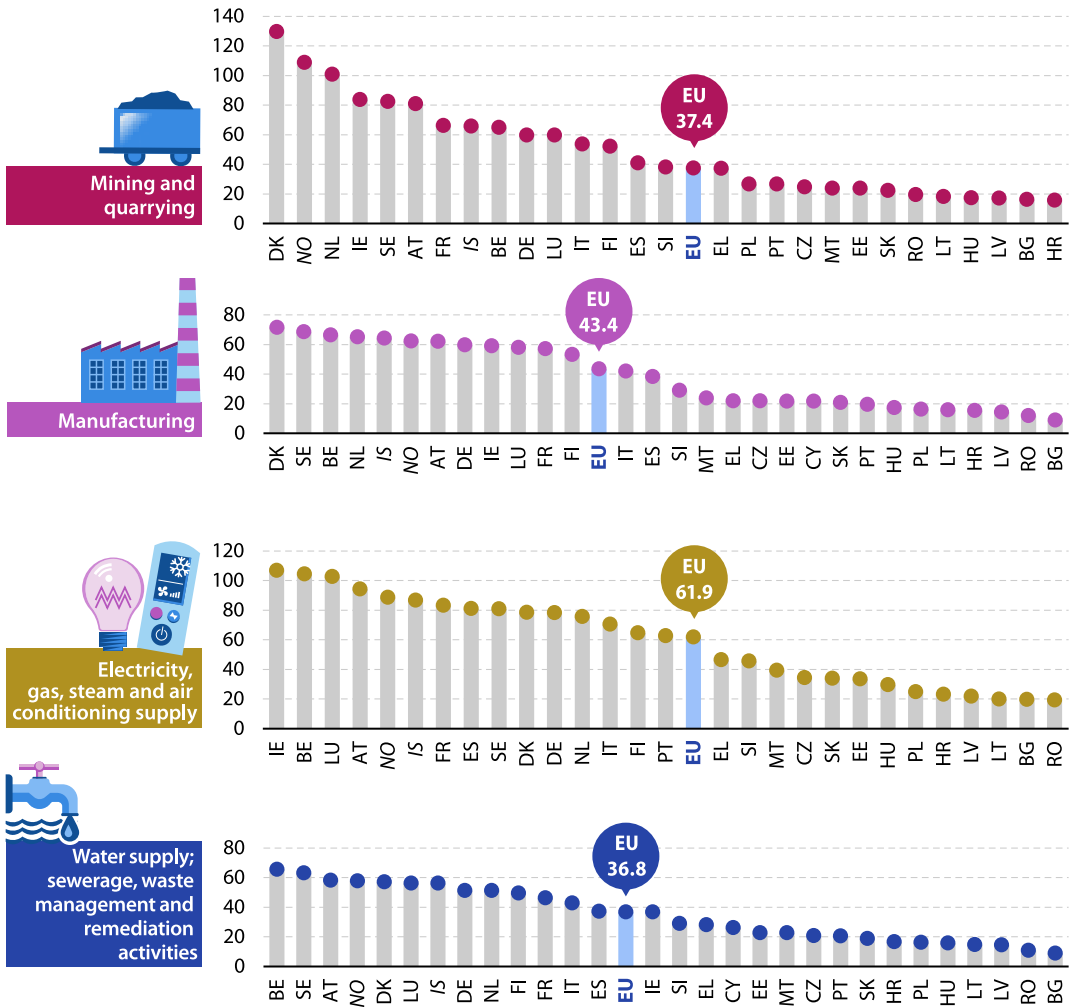 140
120
100
80
60
40
20
0
EU
37.4
Mining and
quarrying
DK NO NL IE SE AT FR IS BE DE LU IT FI ES SI EU EL PL PT CZ MT EE SK RO LT HU LV BG HR
80
60
40
20
0
EU
43.4
Manufacturing
DK SE BE NL IS NO AT DE IE LU FR FI EU IT ES SI MT EL CZ EE CY SK PT HU PL LT HR LV RO BG
120
100
80
60
40
20
0
EU
61.9
Electricity,
gas, steam and air
conditioning supply
IE BE LU AT NO IS FR ES SE DK DE NL IT FI PT EU EL SI MT CZ SK EE HU PL HR LV LT BG RO
80
60
40
20
0
EU
36.8
Water supply;
sewerage, waste
management and
remediation
activities
BE SE AT NO DK LU IS DE NL FI FR IT ES EU IE SI EL CY EE MT CZ PT SK HR PL HU LT LV RO BG